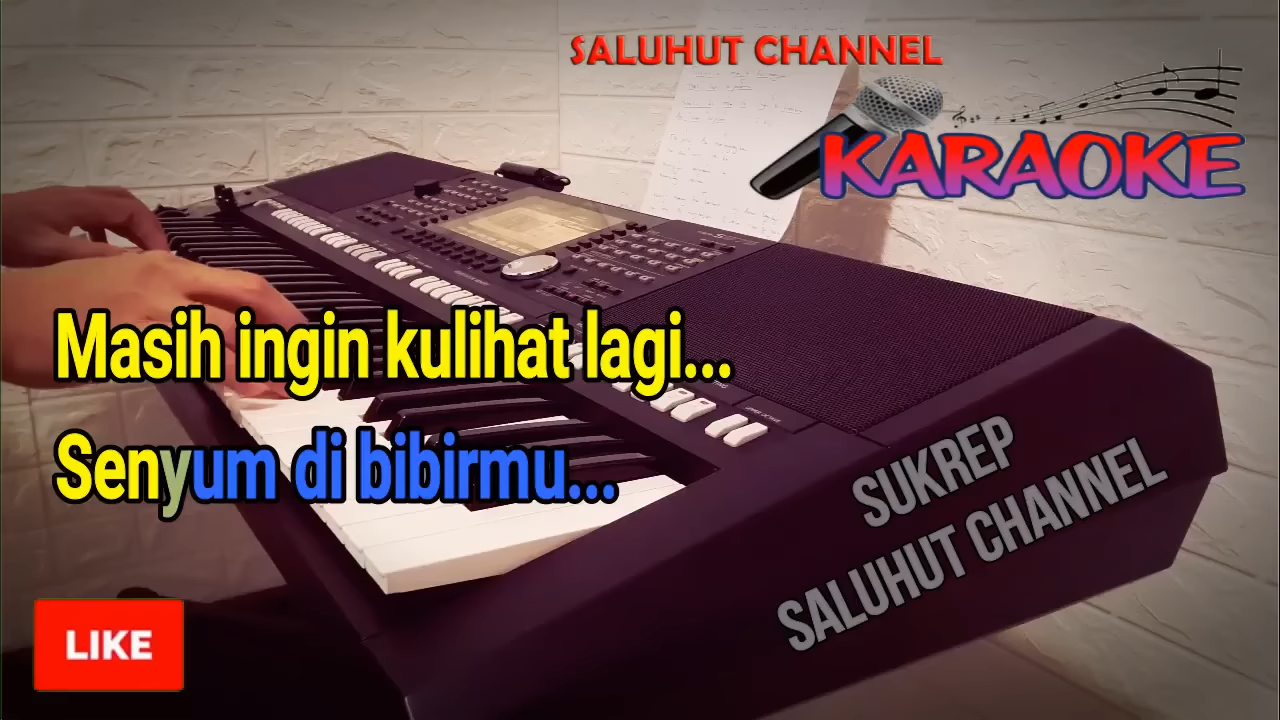 SALUHUT CHANNEL
KARAOKE
Masih ingin kulihat lagi...
Senyum di bibirmu...
SUKREP
SALUHUT CHANNEL
LIKE